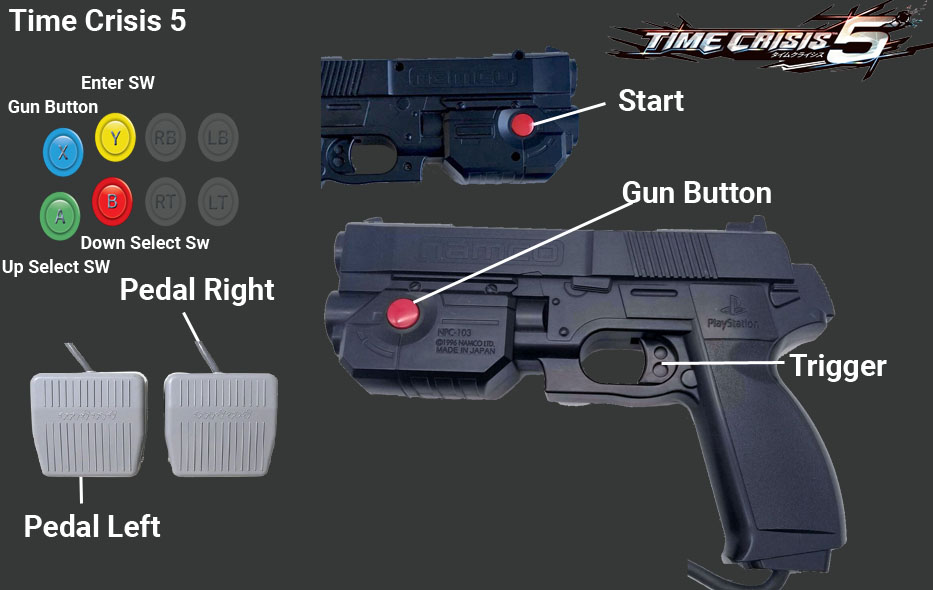 Time Crisis 5
TIME CRISIS 5
タイムクライシス
Enter SW
Gun Button
X
Y
RB
LB
A
B
RT
LT
Down Select Sw
Up Select SW
namco
Start
Gun Button
namco
NPC-103
©1996 NAMCO LTD.
MADE IN JAPAN
PlayStation
Trigger
Pedal Right
Pedal Left